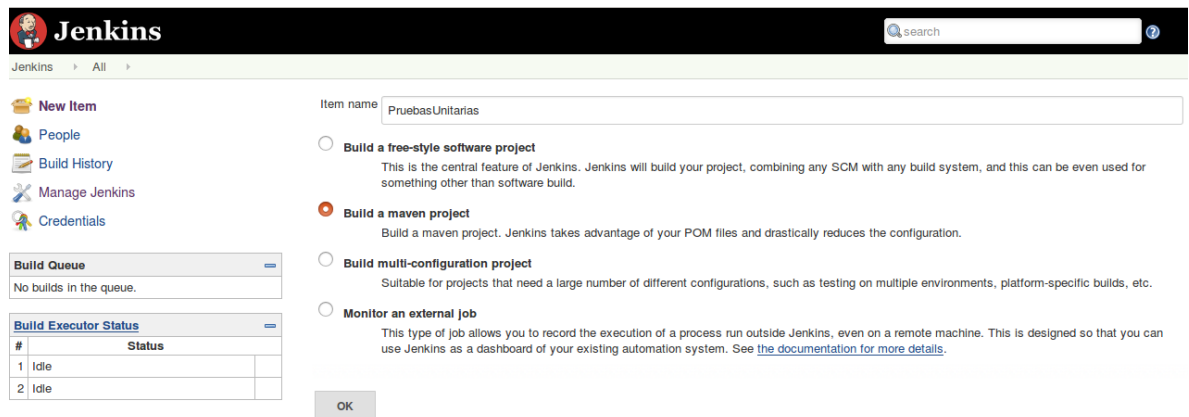 Jenkins
search
Jenkins
All
New Item
People
Build History
Manage Jenkins
Credentials
Build Queue
No builds in the queue.
Build Executor Status
# Status
1 Idle
2 Idle
Item name PruebasUnitarias
Build a free-style software project
This is the central feature of Jenkins. Jenkins will build your project, combining any SCM with any build system, and this can be even used for
something other than software build.
Build a maven project
Build a maven project. Jenkins takes advantage of your POM files and drastically reduces the configuration.
Build multi-configuration project
Suitable for projects that need a large number of different configurations, such as testing on multiple environments, platform-specific builds, etc.
Monitor an external job
This type of job allows you to record the execution of a process run outside Jenkins, even on a remote machine. This is designed so that you can
use Jenkins as a dashboard of your existing automation system. See the documentation for more details.
OK